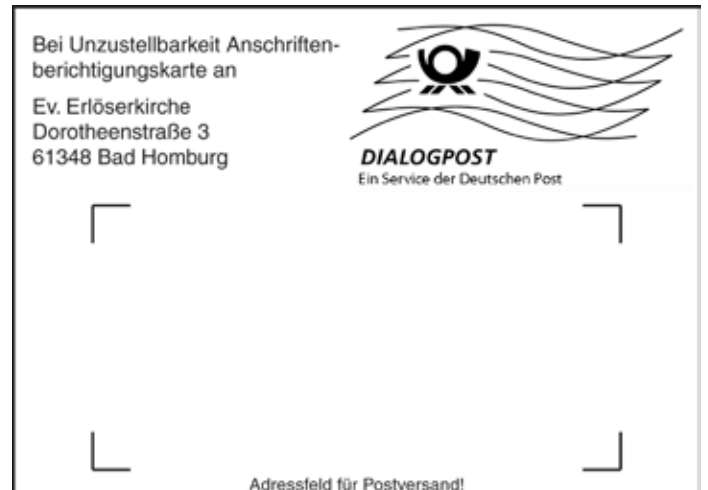 Bei Unzustellbarkeit Anschriften-
berichtigungskarte an
Ev. Erlöserkirche
Dorotheenstraße 3
61348 Bad Homburg
DIALOGPOST
Ein Service der Deutschen Post
Adressfeld für Postversand!